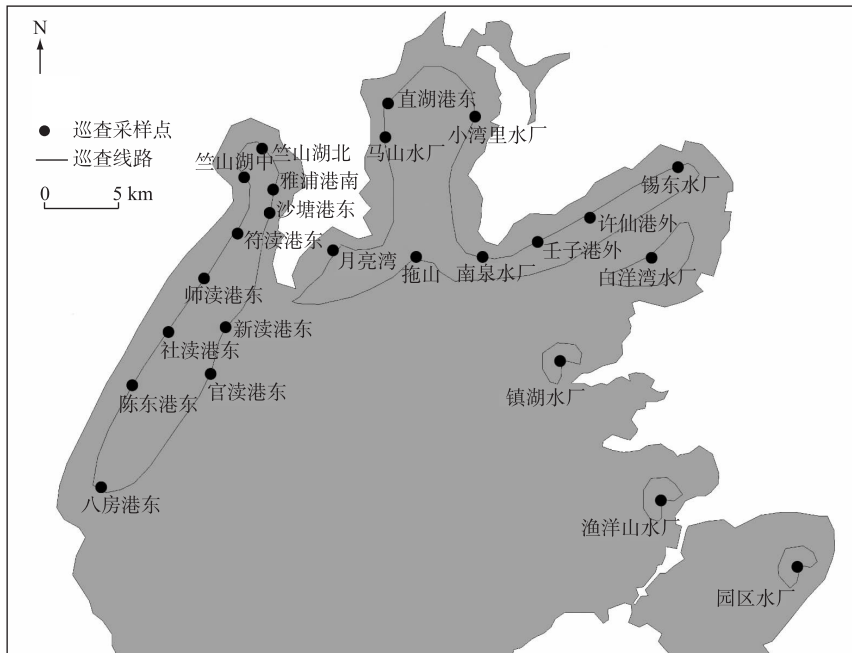 N
巡查采样点
巡查线路
0 5 km
直湖港东
小湾里水厂
马山水厂
竺山湖北
竺山湖中
雅浦港南
沙塘港东
符渎港东
锡东水厂
许仙港外
壬子港外
月亮湾
拖山
南泉水厂
白洋湾水厂
师渎港东
新渎港东
社渎港东
官渎港东
陈东港东
镇湖水厂
八房港东
渔洋山水厂
园区水厂